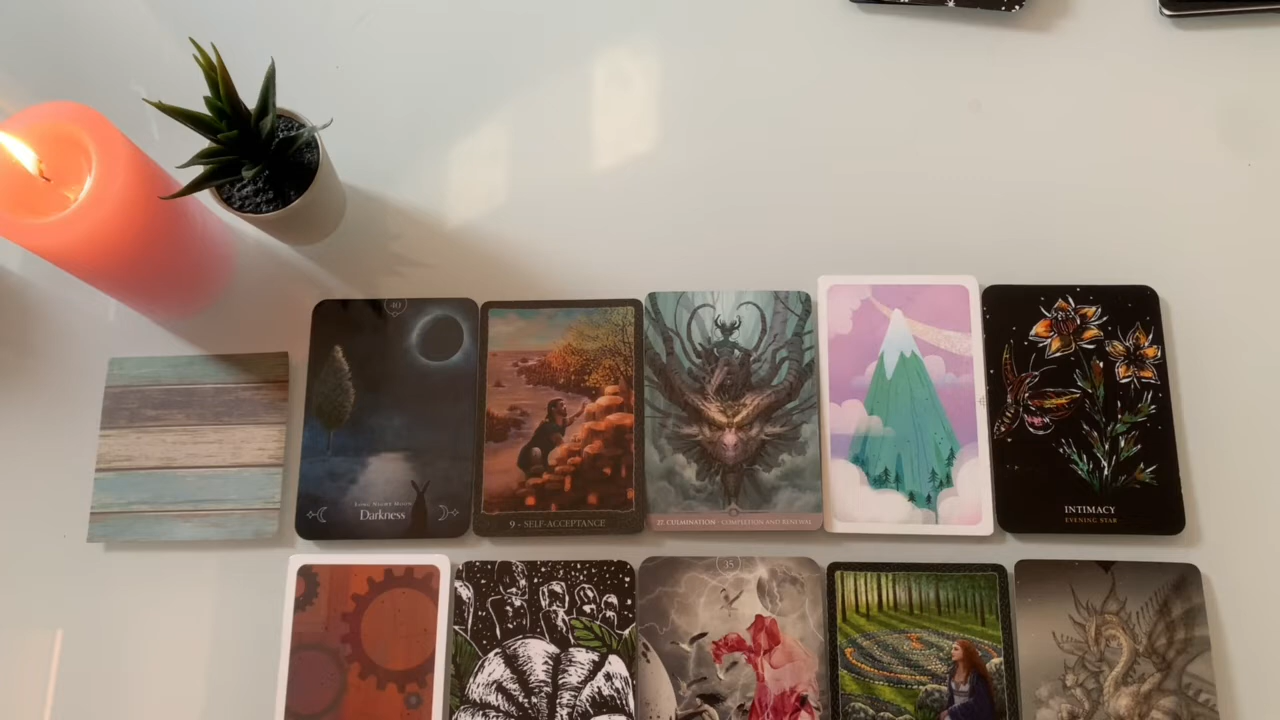 40
LONG NIGHT MOON
Darkness
9 - SELF-ACCEPTANCE
27. CULMINATION - COMPLETION AND RENEWAL
INTIMACY
EVENING STAR
35